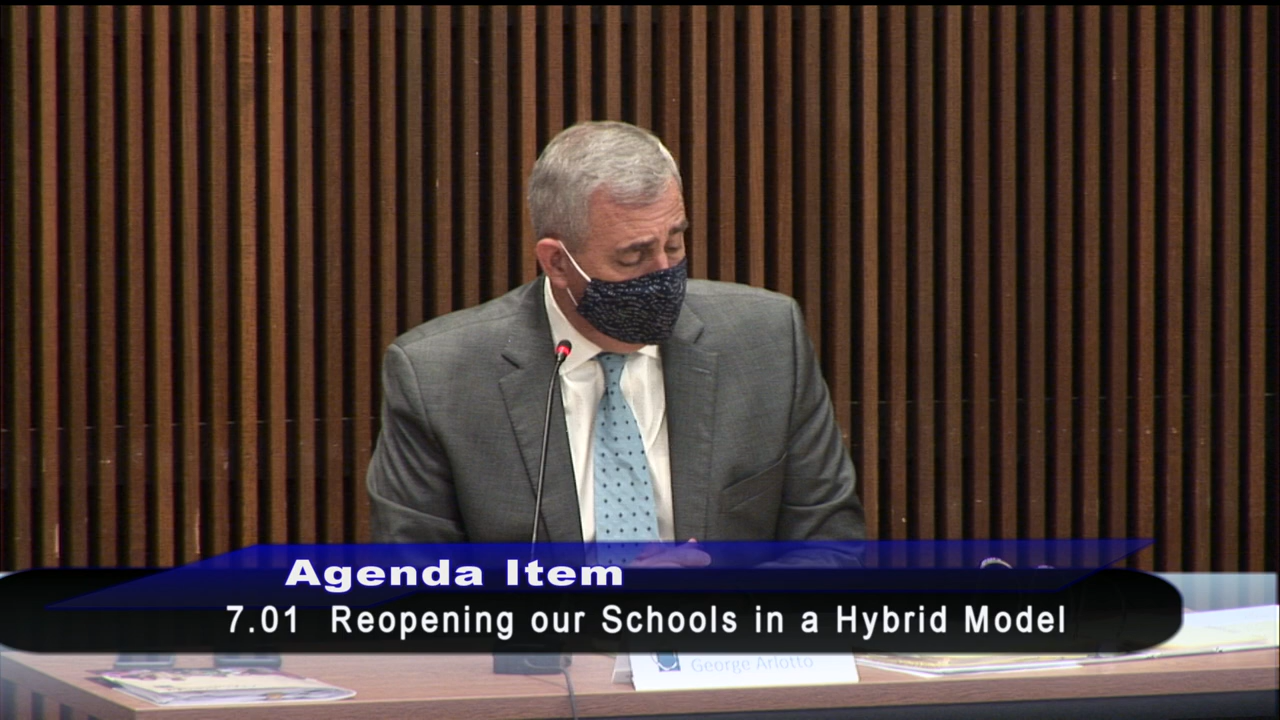 Agenda Item
7.01 Reopening our Schools in a Hybrid Model
George Arlotto